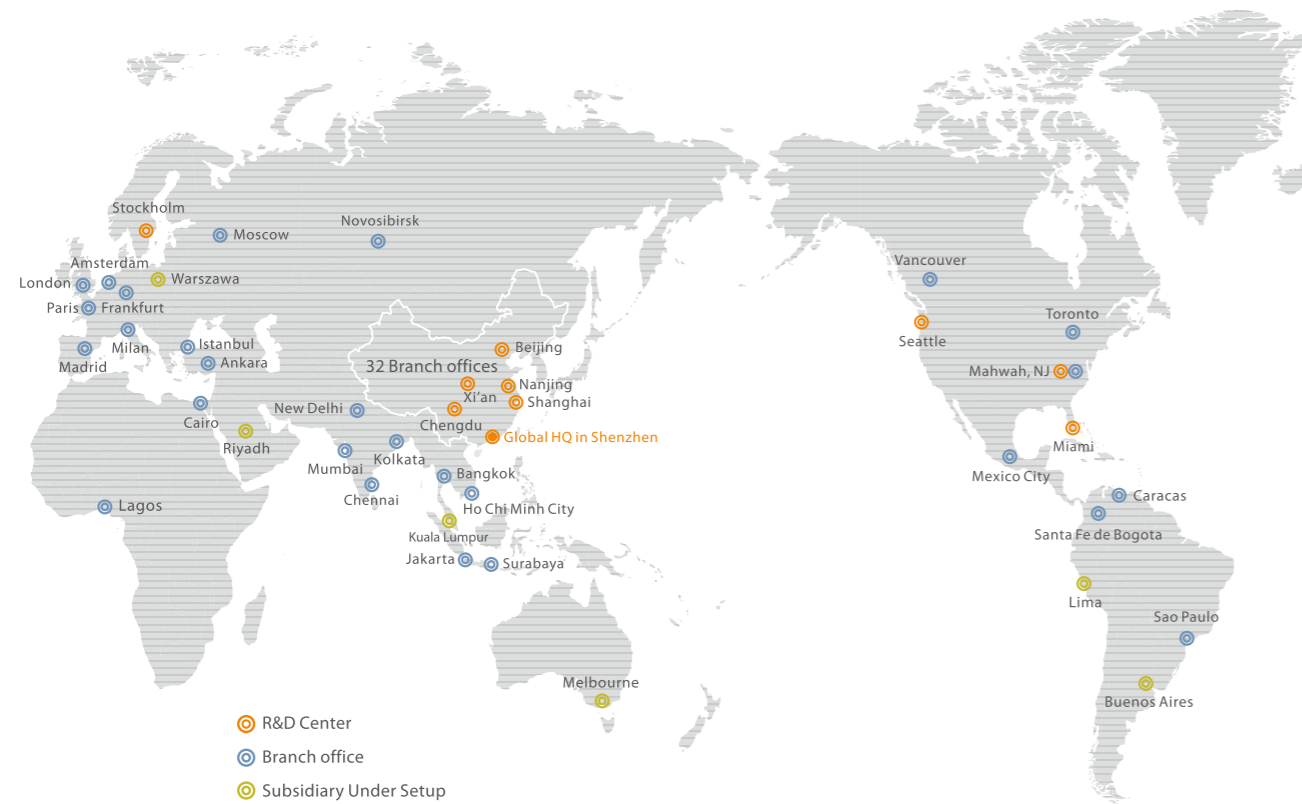 Stockholm
Moscow
Novosibirsk
Amsterdam
London
Warszawa
Paris
Frankfurt
Milan
Madrid
Istanbul
Ankara
Cairo
Riyadh
Lagos
32 Branch offices
Beijing
Xi'an
Nanjing
Shanghai
Chengdu
Global HQ in Shenzhen
New Delhi
Mumbai
Kolkata
Chennai
Bangkok
Ho Chi Minh City
Kuala Lumpur
Jakarta
Surabaya
Melbourne
Vancouver
Seattle
Toronto
Mahwah, NJ
Miami
Mexico City
Caracas
Santa Fe de Bogota
Lima
Sao Paulo
Buenos Aires
R&D Center
Branch office
Subsidiary Under Setup